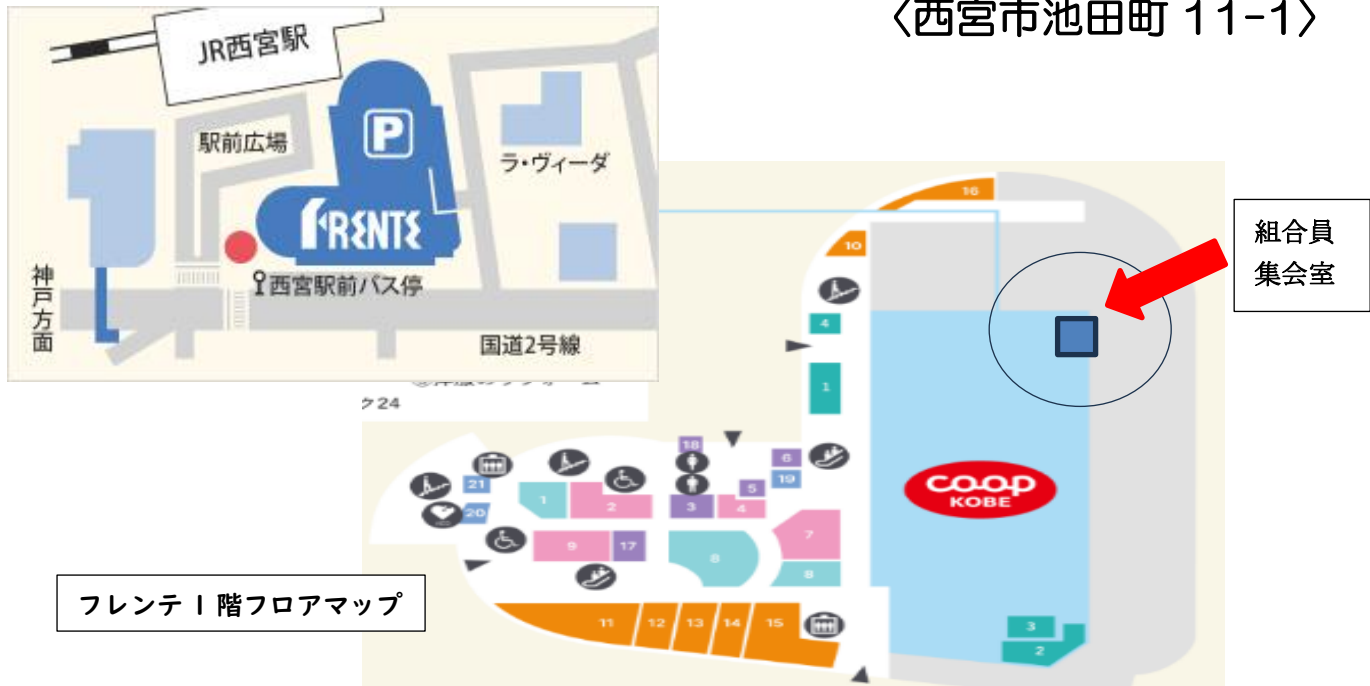 〈西宮市池田町 11-1〉
JR西宮駅
P
駅前広場
ラ・ヴィーダ
FRENTE
西宮駅前バス停
神戸方面
国道2号線
ク24
組合員
集会室
16
10
4
1
18
6
19
5
21
20
1
2
3
4
9
17
8
7
8
coop
KOBE
フレンテ1階フロアマップ
11
12
13
14
15
3
2